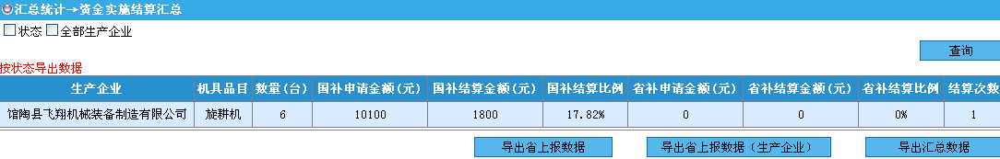 汇总统计→资金实施结算汇总
状态 全部生产企业
查询
按状态导出数据
生产企业 机具品目 数量(台) 国补申请金额(元) 国补结算金额(元) 国补结算比例 省补申请金额(元) 省补结算金额(元) 省补结算比例 结算次数
馆陶县飞翔机械装备制造有限公司 旋耕机 6 10100 1800 17.82% 0 0 0% 1
导出省上报数据 导出省上报数据（生产企业） 导出汇总数据